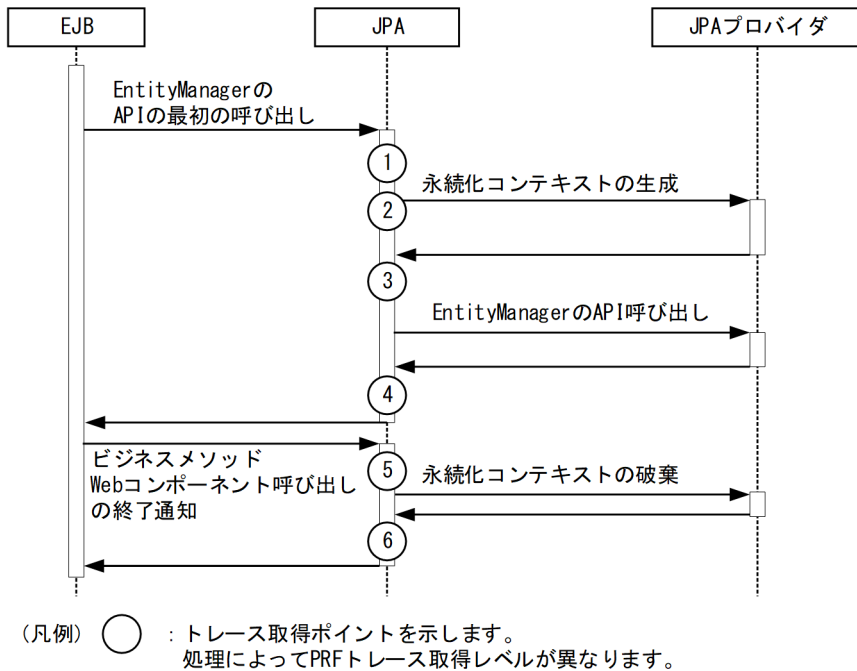 EJB
JPA
JPAプロバイダ
EntityManagerの
APIの最初の呼び出し
1
永続化コンテキストの生成
2
3
EntityManagerのAPI呼び出し
4
ビジネスメソッド
Webコンポーネント呼び出し
の終了通知
5
永続化コンテキストの破棄
6
(凡例)
:トレース取得ポイントを示します。
処理によってPRFトレース取得レベルが異なります。